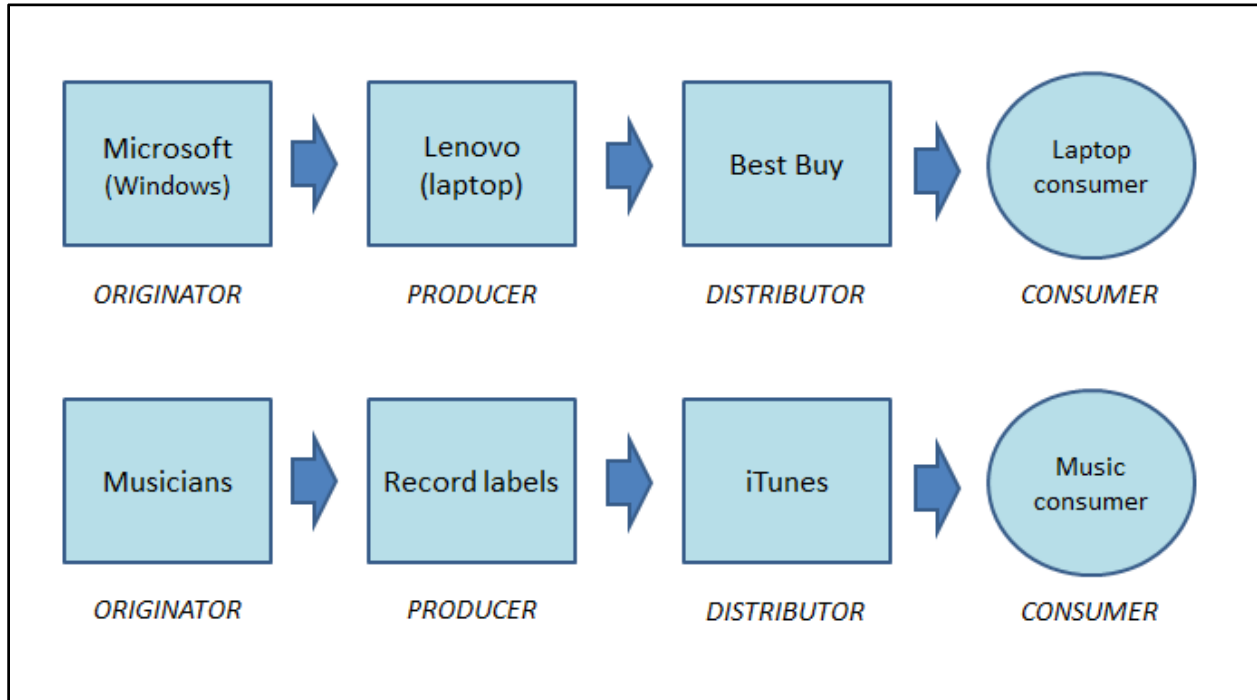 Microsoft
(Windows)
Lenovo
(laptop)
Best Buy
Laptop
consumer
ORIGINATOR
PRODUCER
DISTRIBUTOR
CONSUMER
Musicians
Record labels
iTunes
Music
consumer
ORIGINATOR
PRODUCER
DISTRIBUTOR
CONSUMER